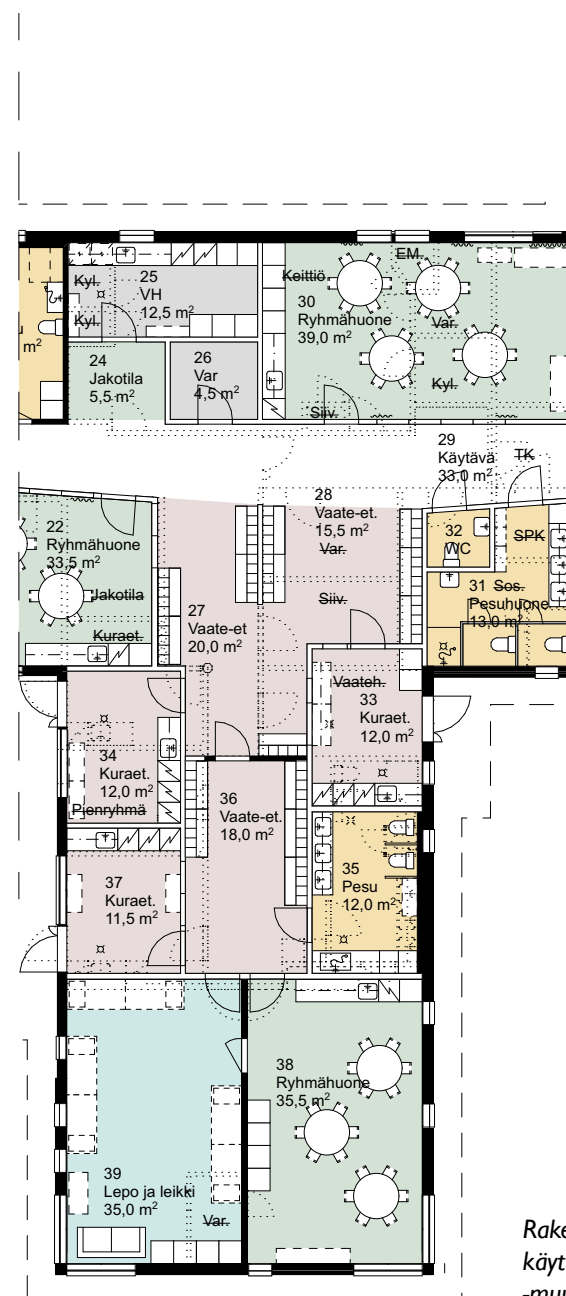 EM.
Kyl.
25
VH
12,5 m²
Kyl.
Keittiö
30
Ryhmähuone
39,0 m²
Var.
Kyl.
m²
24
Jakotila
5,5 m²
26
Var
4,5 m²
Siiv.
29
Käytävä
33,0 m²
TK
28
Vaate-et.
15,5 m²
Var.
Siiv.
22
Ryhmähuone
33,5 m²
Jakotila
Kuraet.
27
Vaate-et
20,0 m²
32
WC
SPK
31
Sos.
Pesuhuone
13,0 m²
Vaateh.
33
Kuraet.
12,0 m²
34
Kuraet.
12,0 m²
Pienryhmä
36
Vaate-et.
18,0 m²
35
Pesu
12,0 m²
37
Kuraet.
11,5 m²
38
Ryhmähuone
35,5 m²
39
Lepo ja leikki
35,0 m²
Var.
Rake
käyt